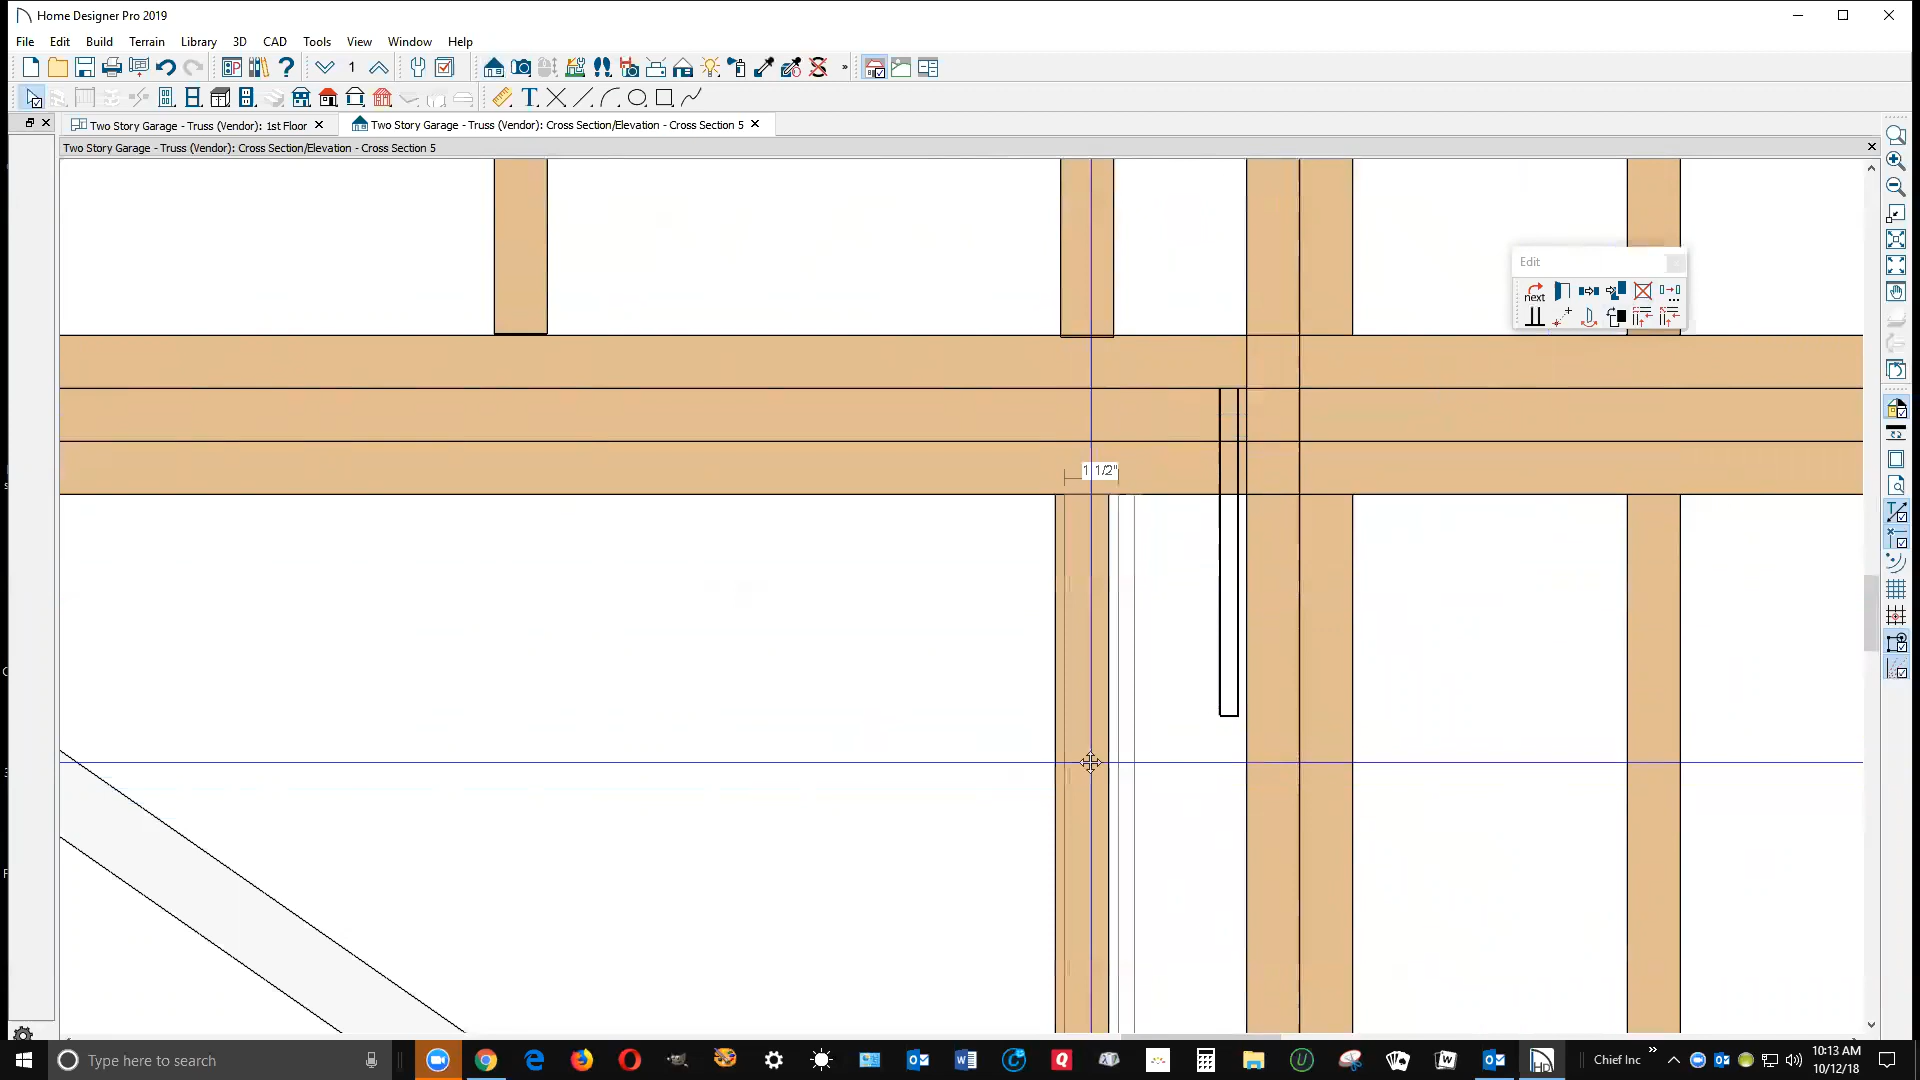 Home Designer Pro 2019
File Edit Build Terrain Library 3D CAD Tools View Window Help
1
»
Two Story Garage - Truss (Vendor): 1st Floor
Two Story Garage - Truss (Vendor): Cross Section/Elevation - Cross Section 5
Two Story Garage - Truss (Vendor): Cross Section/Elevation - Cross Section 5
Edit
next
1 1/2"
Type here to search
Chief Inc
»
10:13 AM
10/12/18